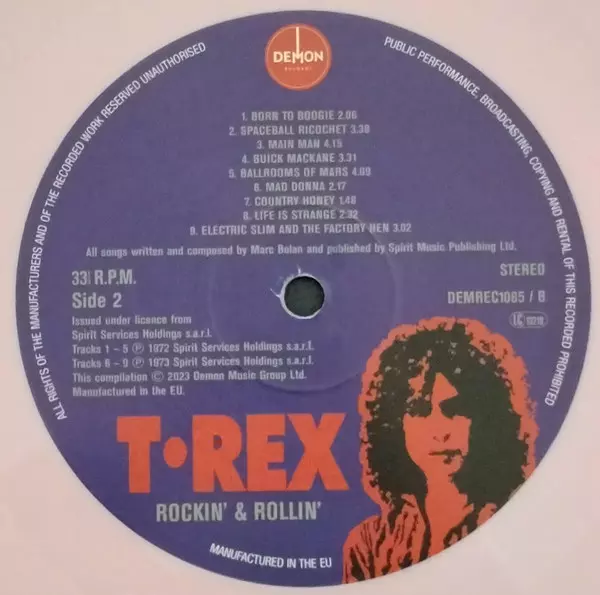 DEMON
RECORDS
ALL RIGHTS OF THE MANUFACTURERS AND OF THE RECORDED WORK RESERVED UNAUTHORISED
PUBLIC PERFORMANCE, BROADCASTING, COPYING AND RENTAL OF THIS RECORDED PROHIBITED
1. BORN TO BOOGIE 2.06
2. SPACEBALL RICOCHET 3.38
3. MAIN MAN 4.15
4. BUICK MACKANE 3.31
5. BALLROOMS OF MARS 4.09
6. MAD DONNA 2.17
7. COUNTRY HONEY 1.48
8. LIFE IS STRANGE 2.32
9. ELECTRIC SLIM AND THE FACTORY HEN 3.02
All songs written and composed by Marc Bolan and published by Spirit Music Publishing Ltd.
33⅓ R.P.M.
Side 2
STEREO
DEMREC1085 / B
LC
Issued under licence from
Spirit Services Holdings s.a.r.l.
Tracks 1 – 5 ℗ 1972 Spirit Services Holdings s.a.r.l.
Tracks 6 – 9 ℗ 1973 Spirit Services Holdings s.a.r.l.
This compilation © 2023 Demon Music Group Ltd.
Manufactured in the EU.
T•REX
ROCKIN' & ROLLIN'
MANUFACTURED IN THE EU